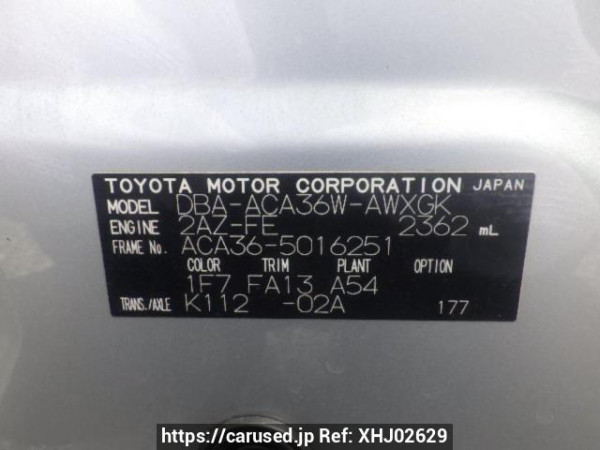 TOYOTA MOTOR CORPORATION JAPAN
MODEL DBA-ACA36W-AWXGK
ENGINE 2AZ-FE 2362 mL
FRAME No. ACA36-5016251
COLOR TRIM PLANT OPTION
1F7 FA13 A54
TRANS./AXLE K112 -02A 177
https://carused.jp Ref: XHJ02629